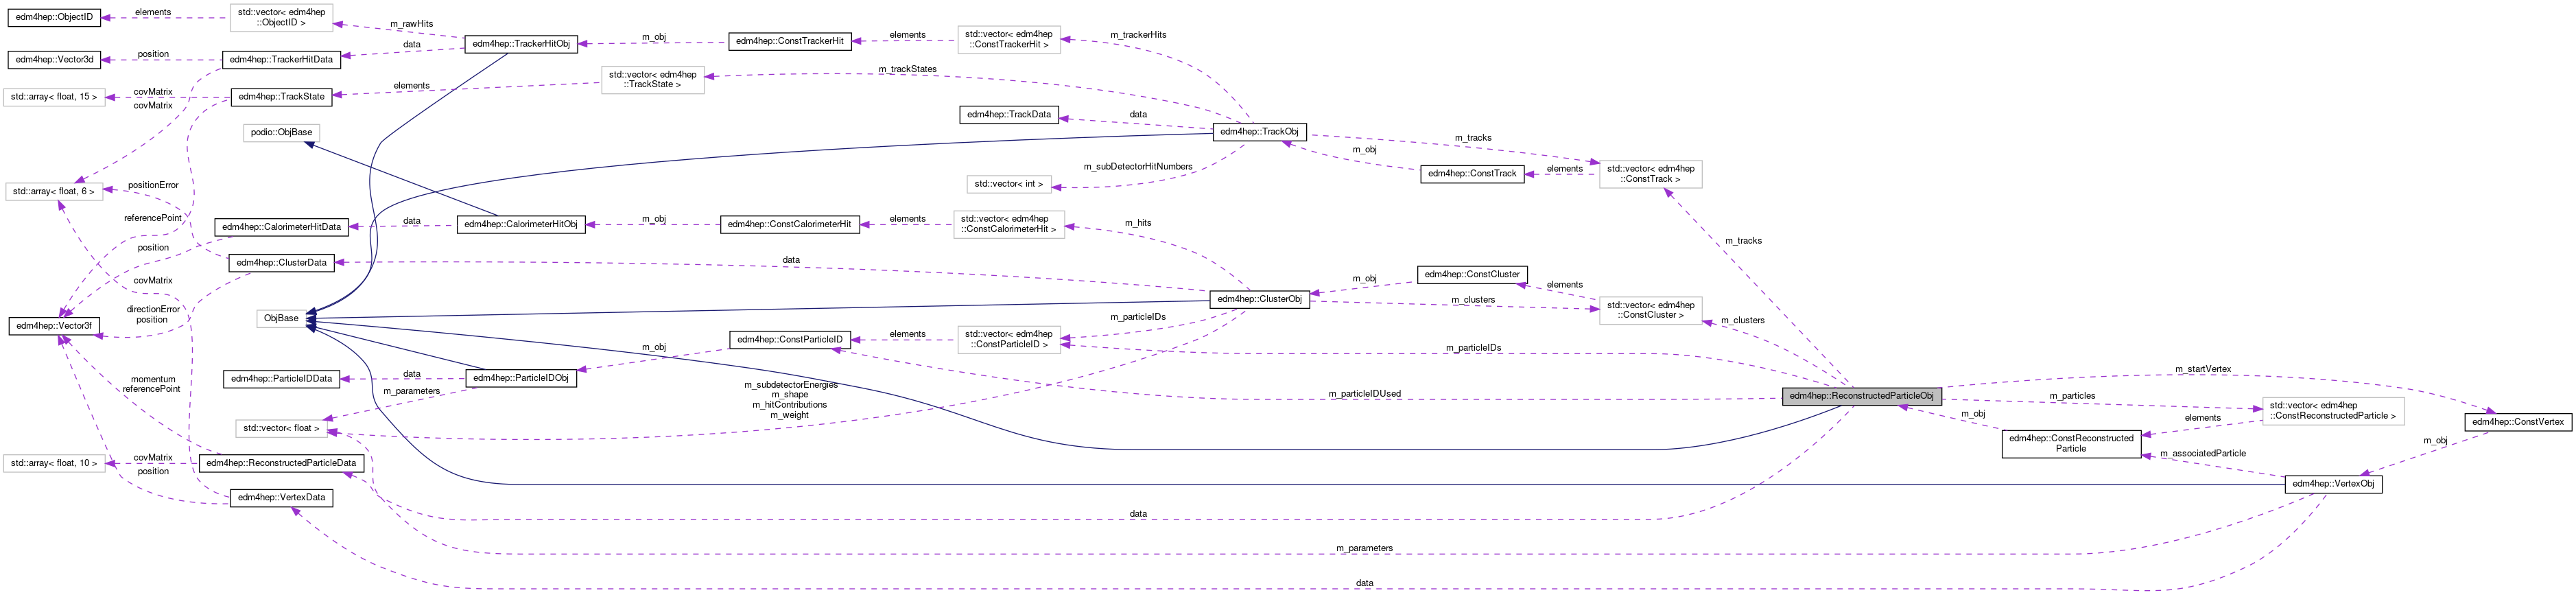 edm4hep::ObjectID
elements
std::vector< edm4hep
::ObjectID >
m_rawHits
edm4hep::TrackerHitObj
m_obj
edm4hep::ConstTrackerHit
elements
std::vector< edm4hep
::ConstTrackerHit >
m_trackerHits
edm4hep::Vector3d
position
edm4hep::TrackerHitData
data
std::vector< edm4hep
::TrackState >
m_trackStates
elements
std::array< float, 15 >
covMatrix
covMatrix
edm4hep::TrackState
edm4hep::TrackData
data
edm4hep::TrackObj
m_tracks
podio::ObjBase
m_obj
m_subDetectorHitNumbers
std::vector< int >
edm4hep::ConstTrack
elements
std::vector< edm4hep
::ConstTrack >
std::array< float, 6 >
positionError
referencePoint
edm4hep::CalorimeterHitData
data
edm4hep::CalorimeterHitObj
m_obj
edm4hep::ConstCalorimeterHit
elements
std::vector< edm4hep
::ConstCalorimeterHit >
m_hits
m_tracks
position
edm4hep::ClusterData
data
covMatrix
m_obj
edm4hep::ConstCluster
elements
edm4hep::ClusterObj
m_clusters
std::vector< edm4hep
::ConstCluster >
m_clusters
directionError
position
edm4hep::Vector3f
ObjBase
m_particleIDs
edm4hep::ConstParticleID
elements
std::vector< edm4hep
::ConstParticleID >
m_obj
m_particleIDs
edm4hep::ParticleIDData
data
edm4hep::ParticleIDObj
m_parameters
momentum
referencePoint
m_subdetectorEnergies
m_shape
m_hitContributions
m_weight
m_particleIDUsed
edm4hep::ReconstructedParticleObj
m_startVertex
m_particles
std::vector< edm4hep
::ConstReconstructedParticle >
m_obj
elements
edm4hep::ConstVertex
std::vector< float >
edm4hep::ConstReconstructed
Particle
m_obj
m_associatedParticle
std::array< float, 10 >
covMatrix
position
edm4hep::ReconstructedParticleData
edm4hep::VertexData
edm4hep::VertexObj
data
m_parameters
data